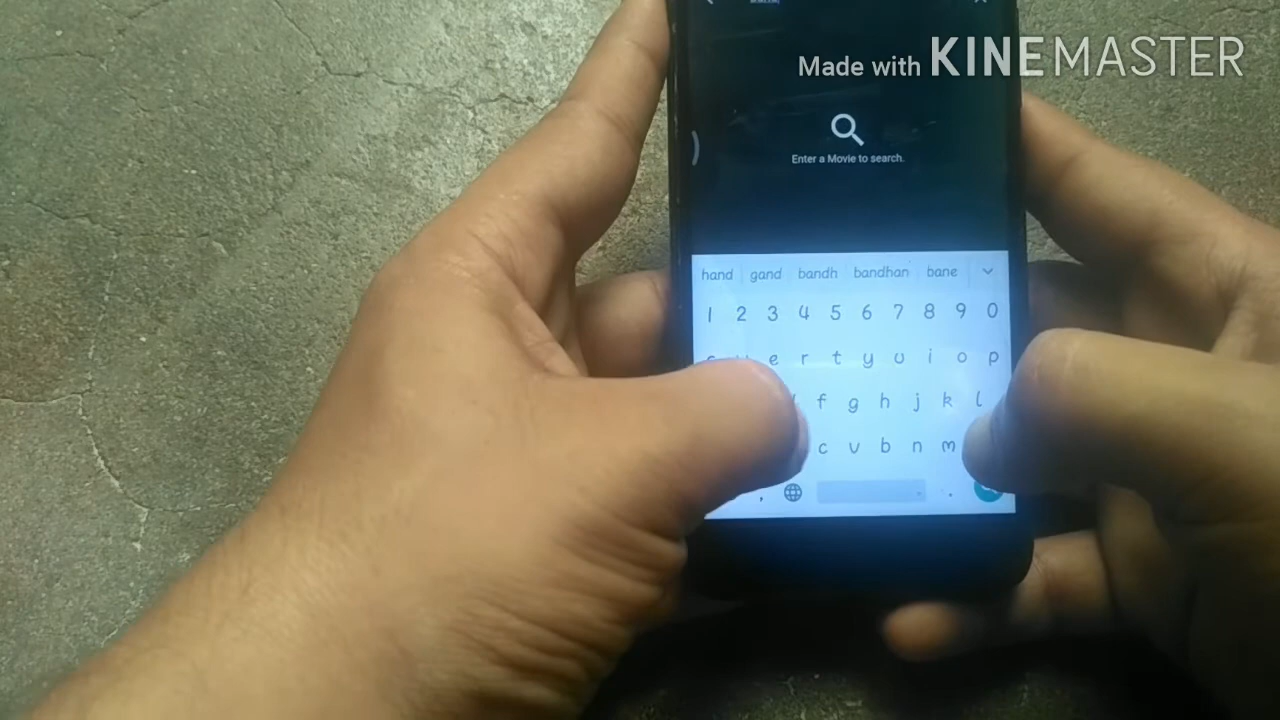 Made with KINEMASTER
Enter a Movie to search.
hand gand bandh bandhan bane
1 2 3 4 5 6 7 8 9 0
e r t y u i o p
f g h j k l
c v b n m
, .